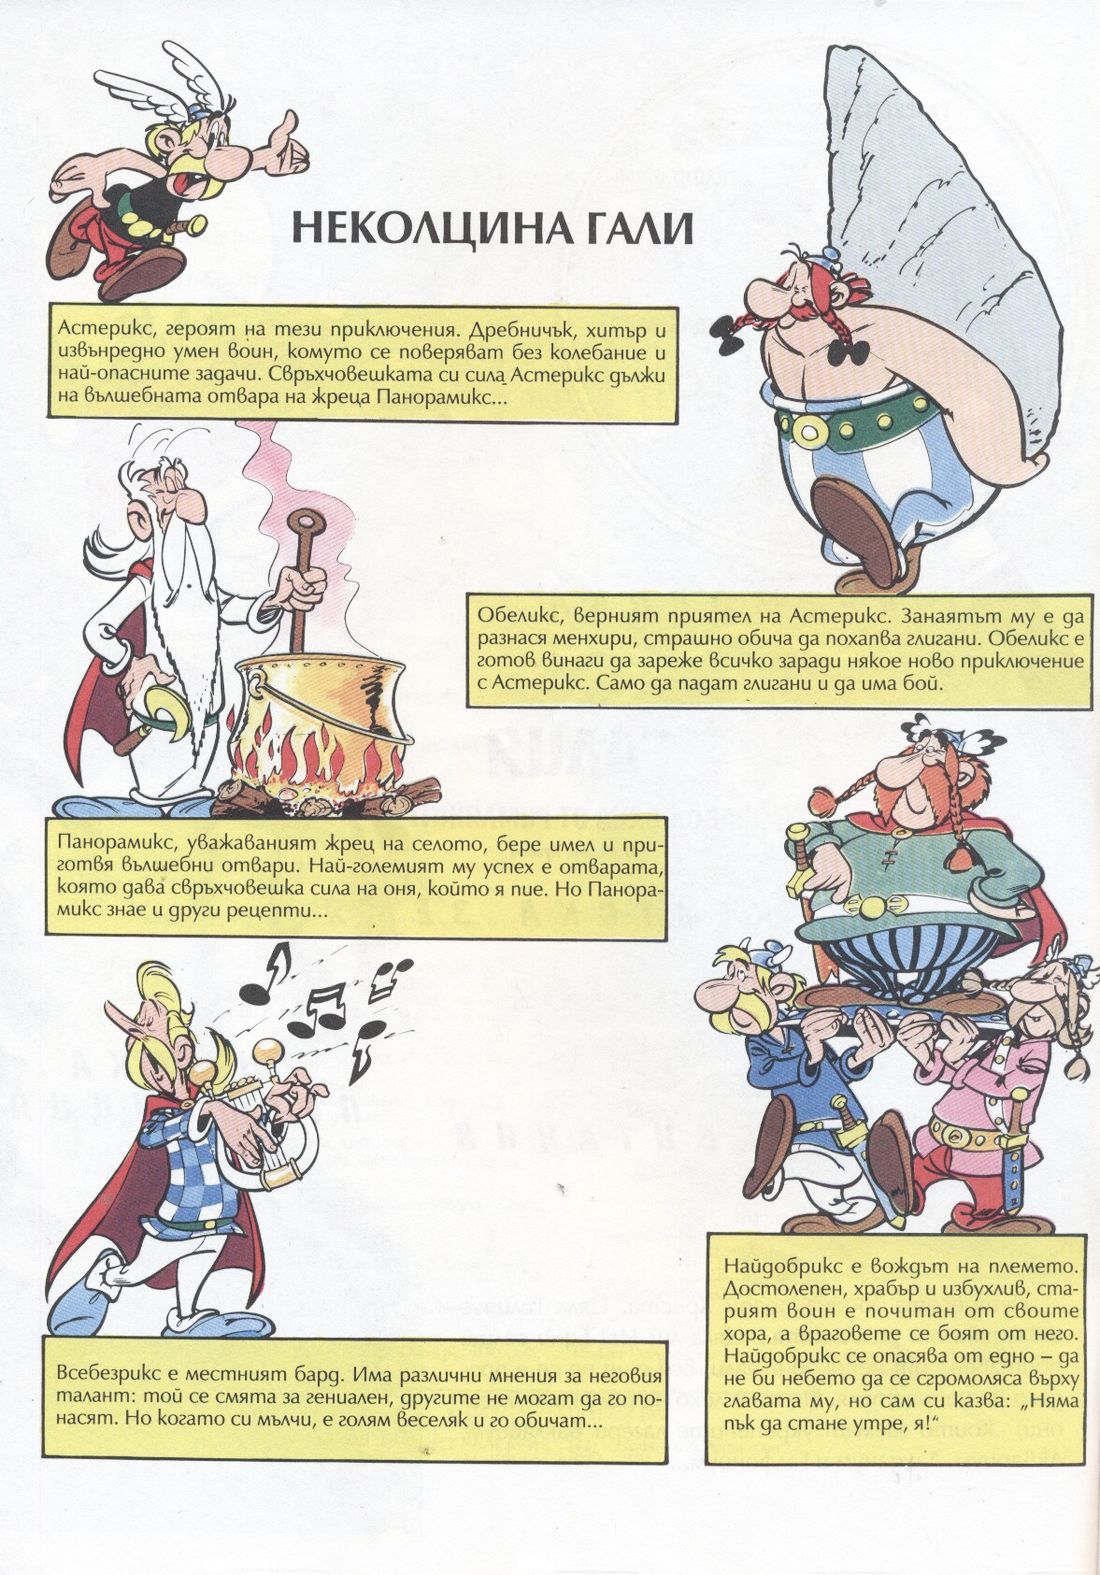 НЕКОЛЦИНА ГАЛИ
Астерикс, героят на тези приключения. Дребничък, хитър и
извънредно умен воин, комуто се поверяват без колебание и
най-опасните задачи. Свръхчовешката си сила Астерикс дължи
на вълшебната отвара на жреца Панорамикс...
Обеликс, верният приятел на Астерикс. Занаятът му е да
разнася менхири, страшно обича да похапва глигани. Обеликс е
готов винаги да зареже всичко заради някое ново приключение
с Астерикс. Само да падат глигани и да има бой.
Панорамикс, уважаваният жрец на селото, бере имел и при-
готвя вълшебни отвари. Най-големият му успех е отварата,
която дава свръхчовешка сила на оня, който я пие. Но Панора-
микс знае и други рецепти...
Всебезрикс е местният бард. Има различни мнения за неговия
талант: той се смята за гениален, другите не могат да го по-
насят. Но когато си мълчи, е голям веселяк и го обичат...
Найдобрикс е вождът на племето.
Достолепен, храбър и избухлив, ста-
рият воин е почитан от своите
хора, а враговете се боят от него.
Найдобрикс се опасява от едно – да
не би небето да се сгромоляса върху
главата му, но сам си казва: „Няма
пък да стане утре, я!“